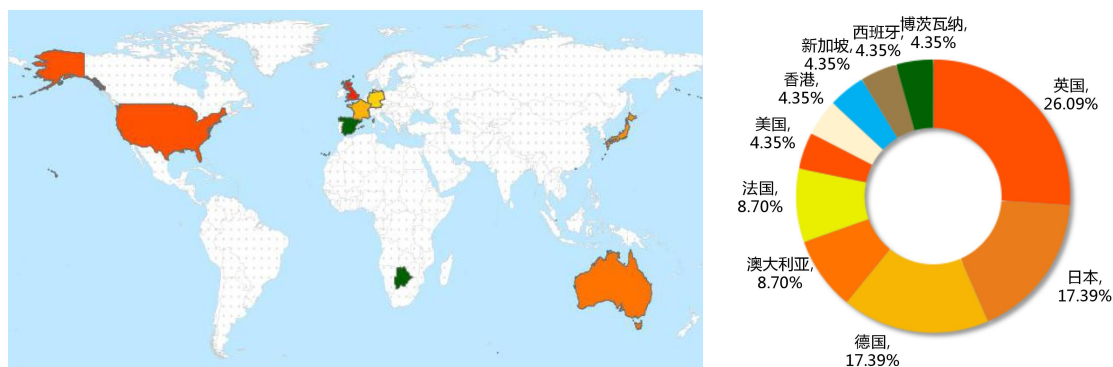 英国,
26.09%
日本,
17.39%
德国,
17.39%
澳大利亚,
8.70%
法国,
8.70%
美国,
4.35%
香港,
4.35%
新加坡,
4.35%
西班牙,
4.35%
博茨瓦纳,
4.35%